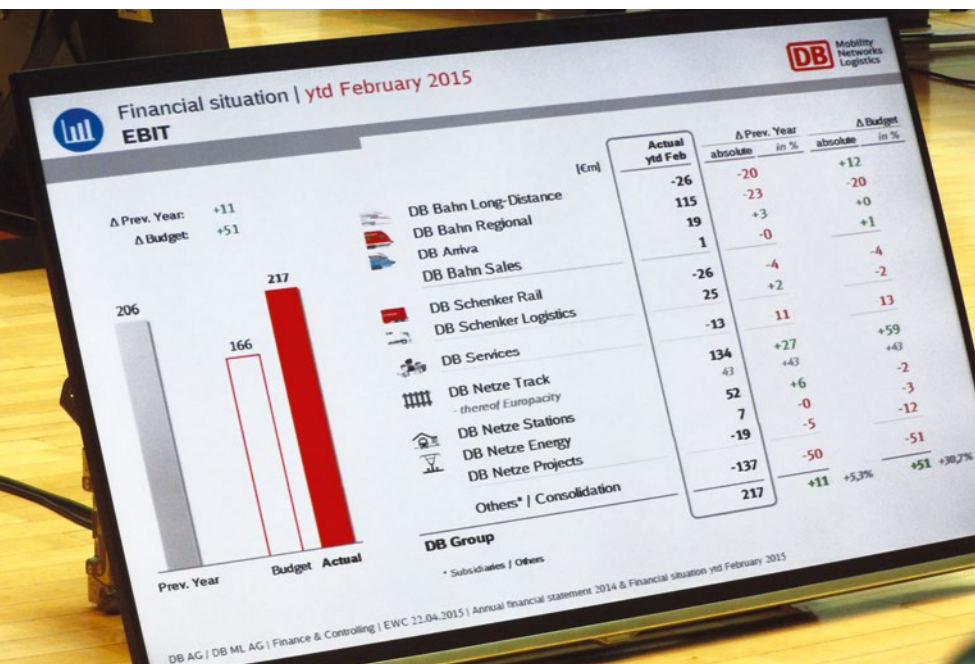 Financial situation | ytd February 2015
EBIT
DB Mobility
Networks
Logistics
Δ Prev. Year: +11
Δ Budget: +51
206
166
217
Prev. Year Budget Actual
[€m] Actual ytd Feb Δ Prev. Year absolute in % Δ Budget absolute in %
DB Bahn Long-Distance -26 -20 +12
DB Bahn Regional 115 -23 -20
DB Arriva 19 +3 +0
DB Bahn Sales 1 -0 +1
DB Schenker Rail -26 -4 -4
DB Schenker Logistics 25 +2 -2
DB Services -13 11 13
DB Netze Track 134 +27 +59
- thereof Europacity 43 +43 +43
DB Netze Stations 52 +6 -2
DB Netze Energy 7 -0 -3
DB Netze Projects -19 -5 -12
Others* / Consolidation -137 -50 -51
DB Group 217 +11 +5,3% +51 +30,7%
* Subsidiaries / Others
DB AG / DB ML AG | Finance & Controlling | EWC 22.04.2015 | Annual financial statement 2014 & Financial situation ytd February 2015